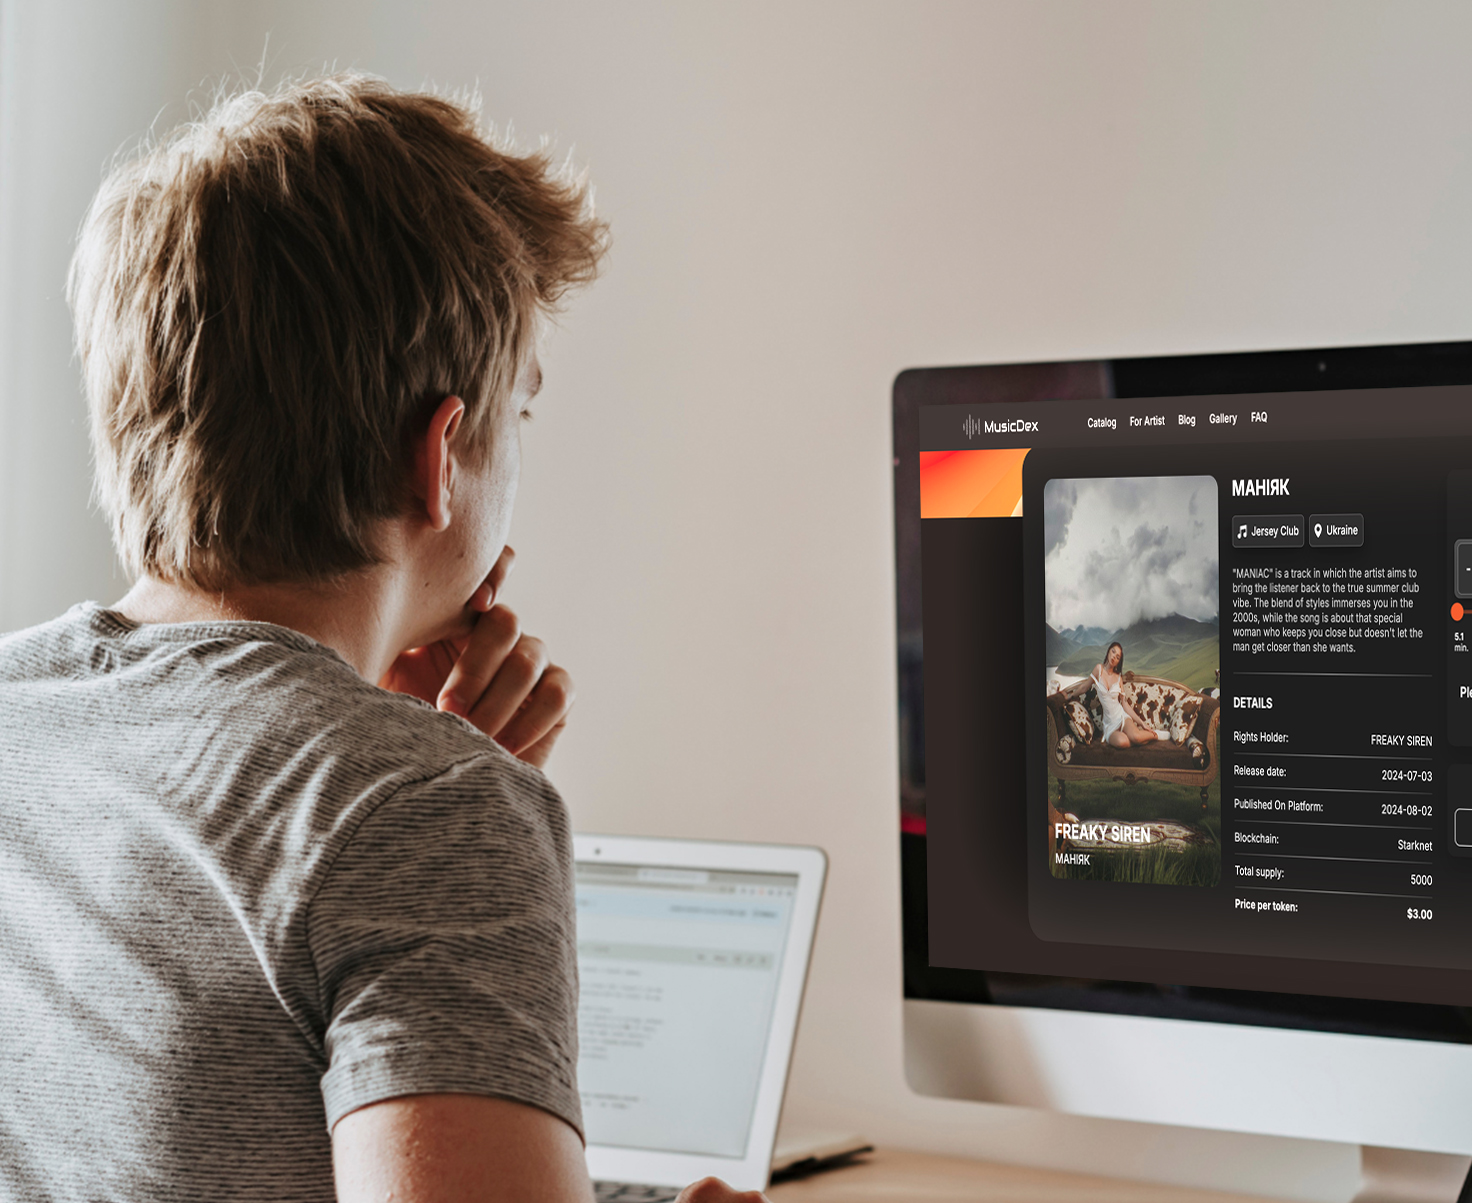 MusicDex
Catalog
For Artist
Blog
Gallery
FAQ
MAHIЯK
Jersey Club
Ukraine
"MANIAC" is a track in which the artist aims to
bring the listener back to the true summer club
vibe. The blend of styles immerses you in the
2000s, while the song is about that special
woman who keeps you close but doesn't let the
man get closer than she wants.
5.1
min.
DETAILS
Rights Holder: FREAKY SIREN
Release date: 2024-07-03
Published On Platform: 2024-08-02
Blockchain: Starknet
Total supply: 5000
Price per token: $3.00
FREAKY SIREN
MAHIЯK